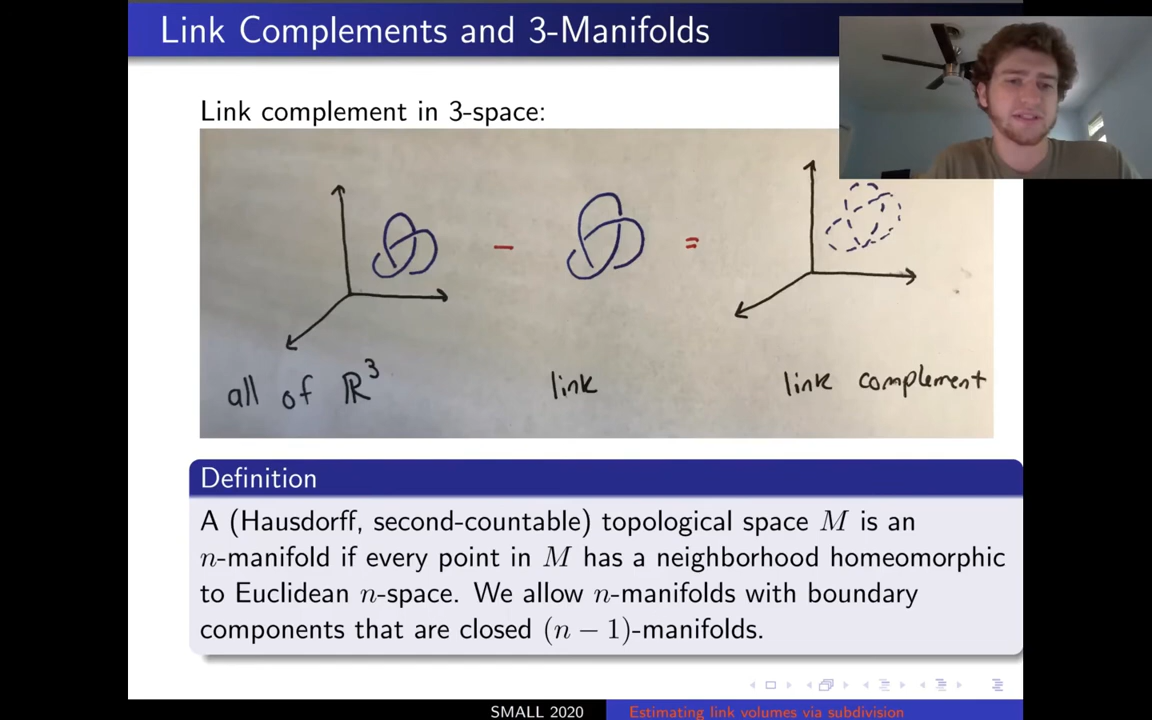 Link Complements and 3-Manifolds
Link complement in 3-space:
− =
all of ℝ³ link link complement
Definition
A (Hausdorff, second-countable) topological space M is an
n-manifold if every point in M has a neighborhood homeomorphic
to Euclidean n-space. We allow n-manifolds with boundary
components that are closed (n − 1)-manifolds.
SMALL 2020 Estimating link volumes via subdivision